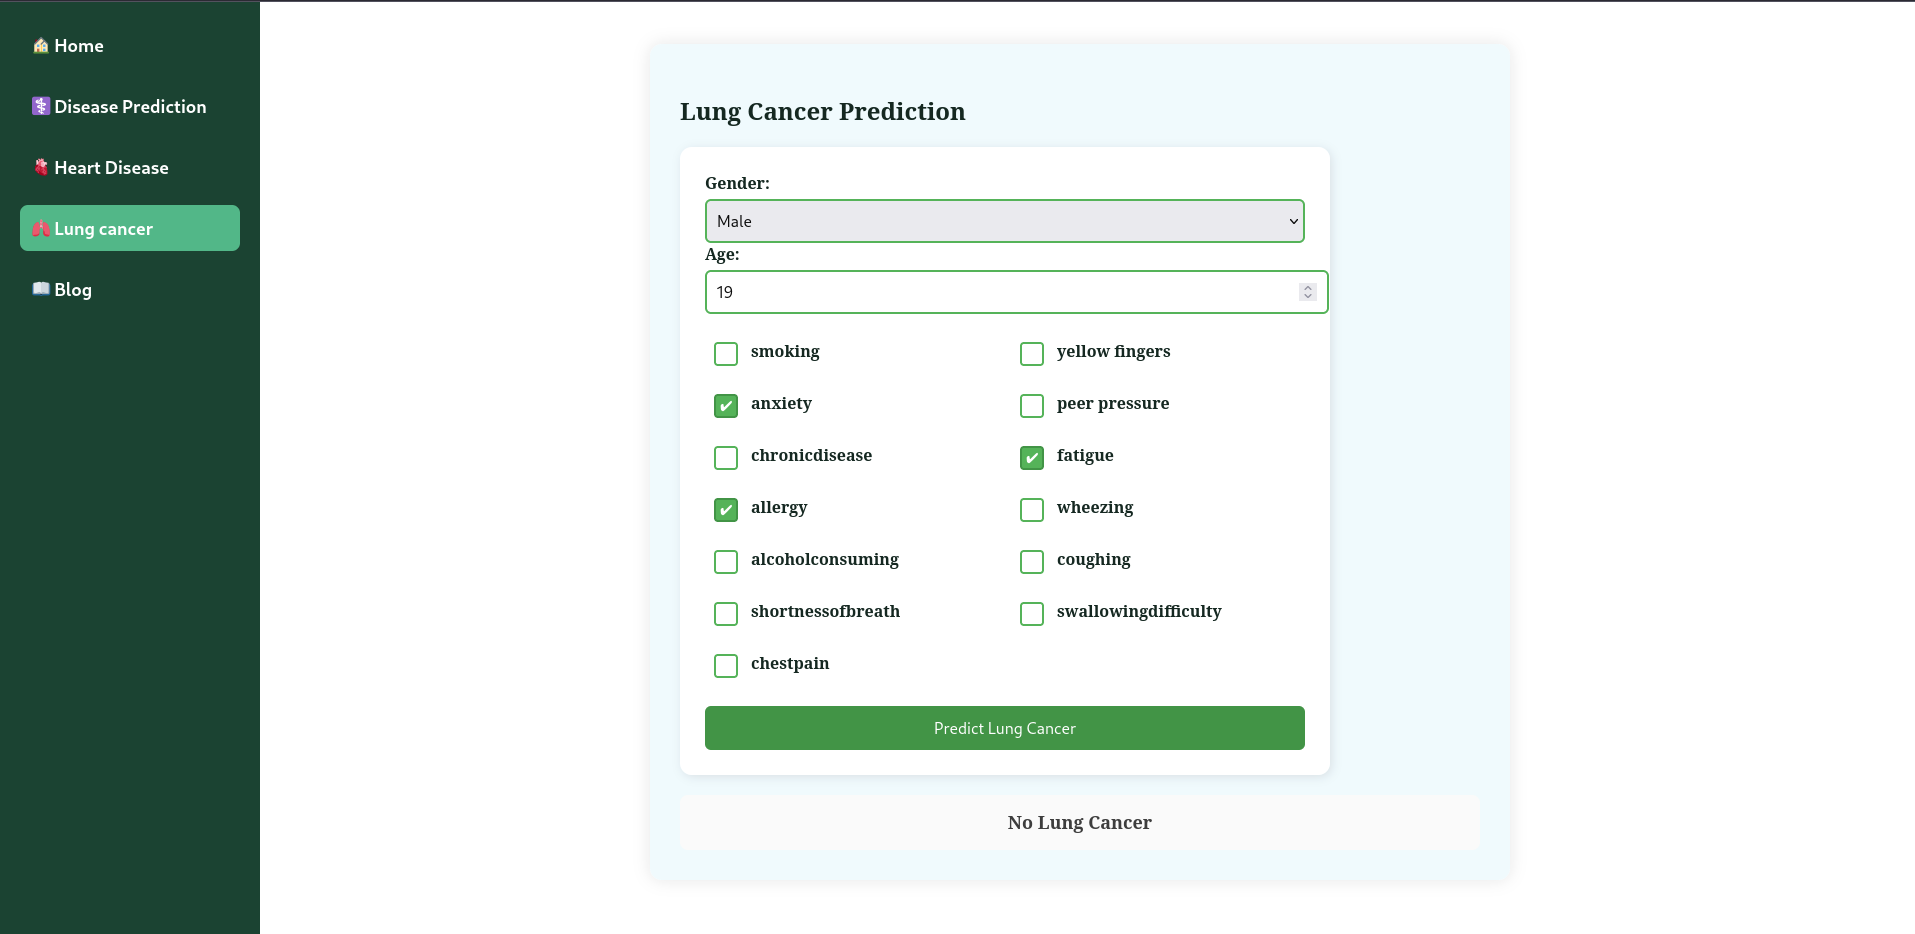 Home
Disease Prediction
Heart Disease
Lung cancer
Blog
Lung Cancer Prediction
Gender:
Male
Age:
19
smoking
yellow fingers
anxiety
peer pressure
chronicdisease
fatigue
allergy
wheezing
alcoholconsuming
coughing
shortnessofbreath
swallowingdifficulty
chestpain
Predict Lung Cancer
No Lung Cancer